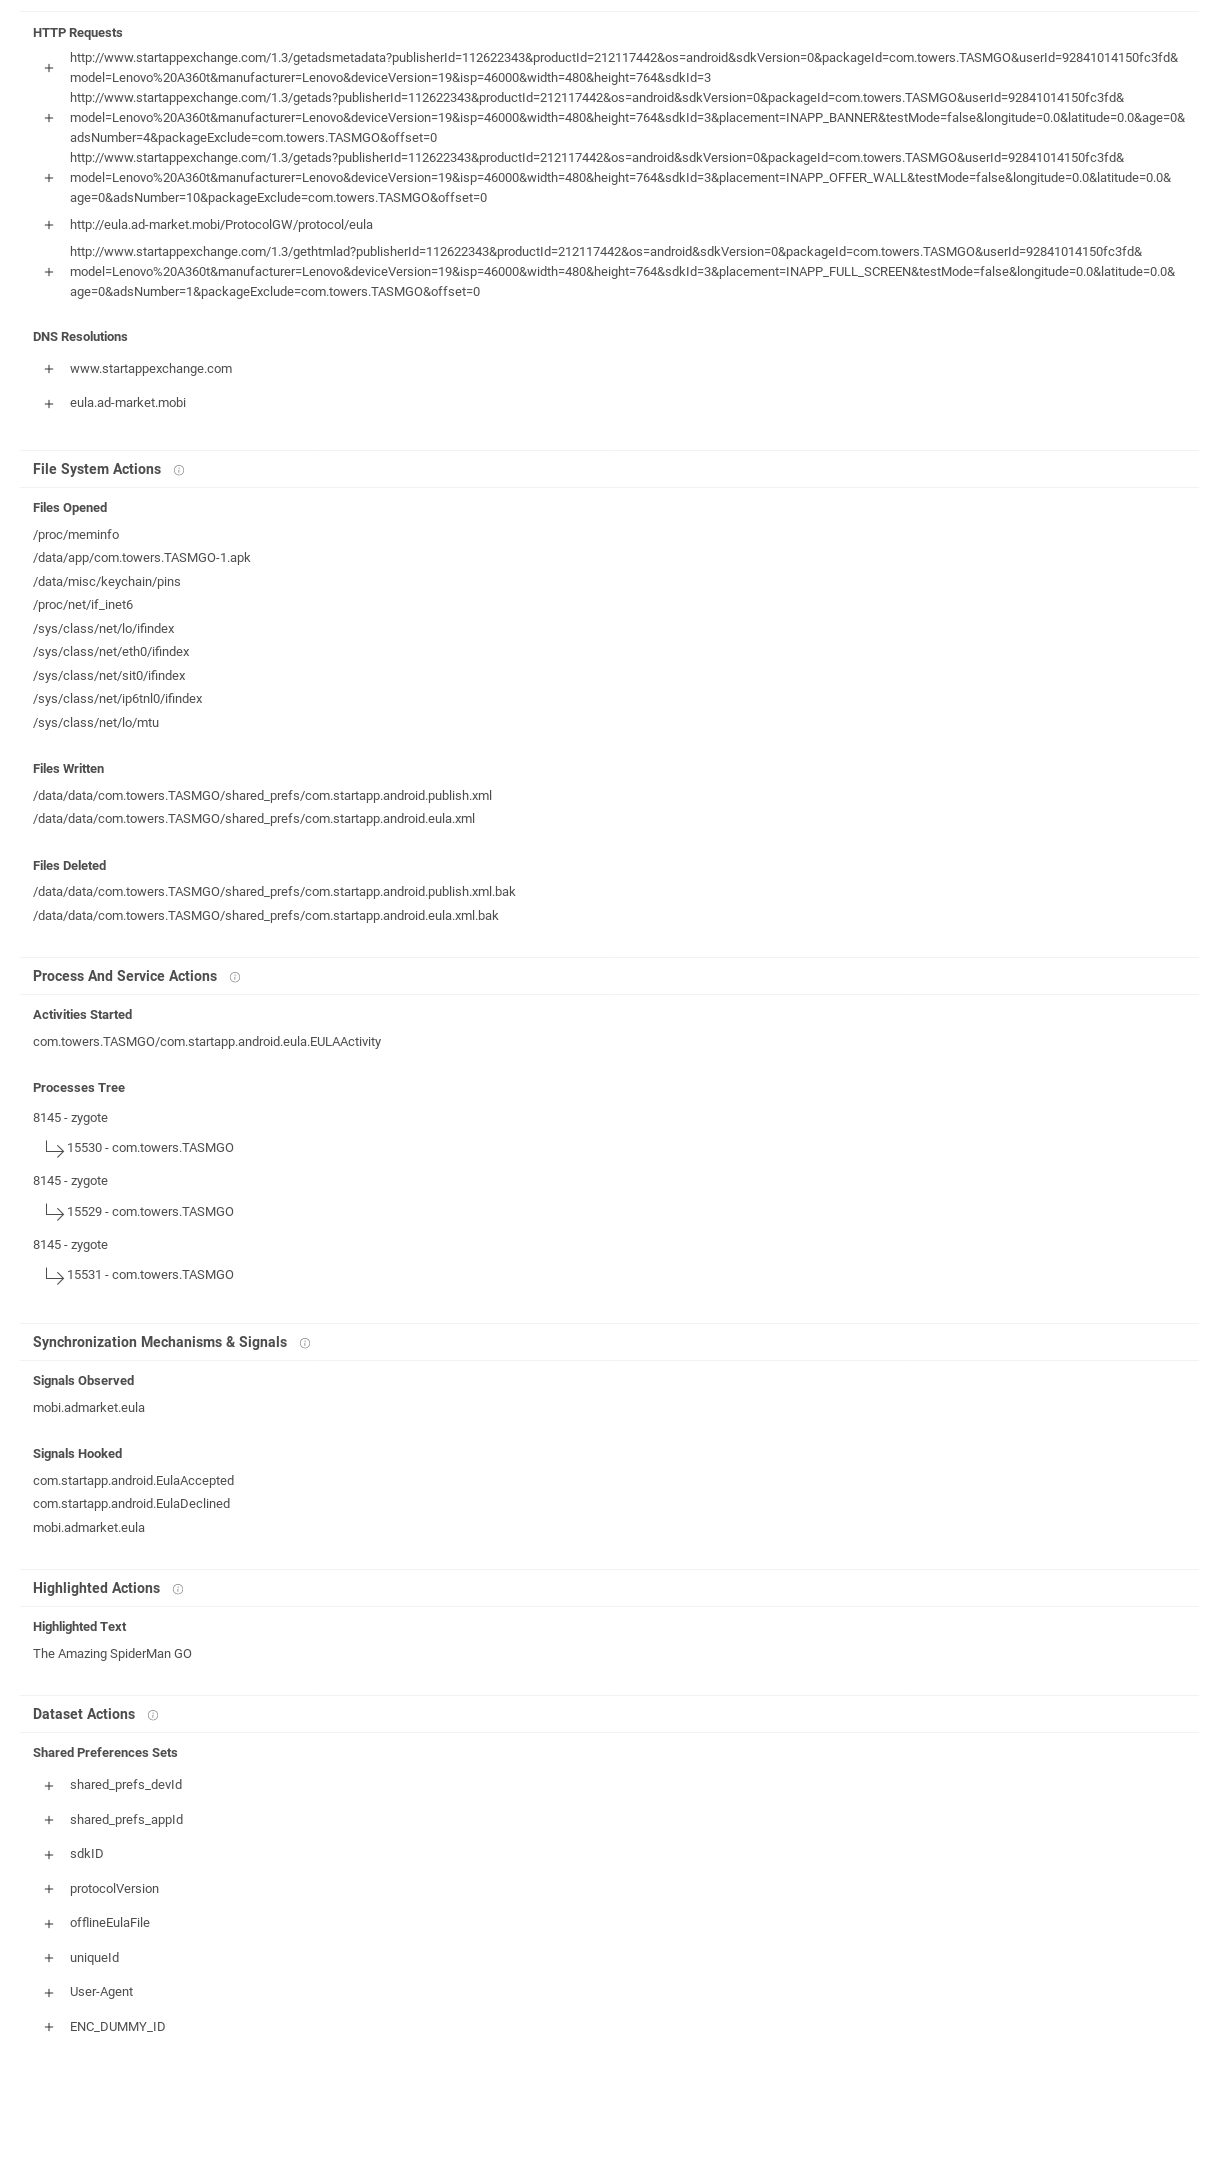 HTTP Requests
http://www.startappexchange.com/1.3/getadsmetadata?publisherId=112622343&productId=212117442&os=android&sdkVersion=0&packageId=com.towers.TASMGO&userId=92841014150fc3fd&
model=Lenovo%20A360t&manufacturer=Lenovo&deviceVersion=19&isp=46000&width=480&height=764&sdkId=3
http://www.startappexchange.com/1.3/getads?publisherId=112622343&productId=212117442&os=android&sdkVersion=0&packageId=com.towers.TASMGO&userId=92841014150fc3fd&
model=Lenovo%20A360t&manufacturer=Lenovo&deviceVersion=19&isp=46000&width=480&height=764&sdkId=3&placement=INAPP_BANNER&testMode=false&longitude=0.0&latitude=0.0&age=0&
adsNumber=4&packageExclude=com.towers.TASMGO&offset=0
http://www.startappexchange.com/1.3/getads?publisherId=112622343&productId=212117442&os=android&sdkVersion=0&packageId=com.towers.TASMGO&userId=92841014150fc3fd&
model=Lenovo%20A360t&manufacturer=Lenovo&deviceVersion=19&isp=46000&width=480&height=764&sdkId=3&placement=INAPP_OFFER_WALL&testMode=false&longitude=0.0&latitude=0.0&
age=0&adsNumber=10&packageExclude=com.towers.TASMGO&offset=0
http://eula.ad-market.mobi/ProtocolGW/protocol/eula
http://www.startappexchange.com/1.3/gethtmlad?publisherId=112622343&productId=212117442&os=android&sdkVersion=0&packageId=com.towers.TASMGO&userId=92841014150fc3fd&
model=Lenovo%20A360t&manufacturer=Lenovo&deviceVersion=19&isp=46000&width=480&height=764&sdkId=3&placement=INAPP_FULL_SCREEN&testMode=false&longitude=0.0&latitude=0.0&
age=0&adsNumber=1&packageExclude=com.towers.TASMGO&offset=0
DNS Resolutions
www.startappexchange.com
eula.ad-market.mobi
File System Actions
Files Opened
/proc/meminfo
/data/app/com.towers.TASMGO-1.apk
/data/misc/keychain/pins
/proc/net/if_inet6
/sys/class/net/lo/ifindex
/sys/class/net/eth0/ifindex
/sys/class/net/sit0/ifindex
/sys/class/net/ip6tnl0/ifindex
/sys/class/net/lo/mtu
Files Written
/data/data/com.towers.TASMGO/shared_prefs/com.startapp.android.publish.xml
/data/data/com.towers.TASMGO/shared_prefs/com.startapp.android.eula.xml
Files Deleted
/data/data/com.towers.TASMGO/shared_prefs/com.startapp.android.publish.xml.bak
/data/data/com.towers.TASMGO/shared_prefs/com.startapp.android.eula.xml.bak
Process And Service Actions
Activities Started
com.towers.TASMGO/com.startapp.android.eula.EULAActivity
Processes Tree
8145 - zygote
15530 - com.towers.TASMGO
8145 - zygote
15529 - com.towers.TASMGO
8145 - zygote
15531 - com.towers.TASMGO
Synchronization Mechanisms & Signals
Signals Observed
mobi.admarket.eula
Signals Hooked
com.startapp.android.EulaAccepted
com.startapp.android.EulaDeclined
mobi.admarket.eula
Highlighted Actions
Highlighted Text
The Amazing SpiderMan GO
Dataset Actions
Shared Preferences Sets
shared_prefs_devId
shared_prefs_appId
sdkID
protocolVersion
offlineEulaFile
uniqueId
User-Agent
ENC_DUMMY_ID